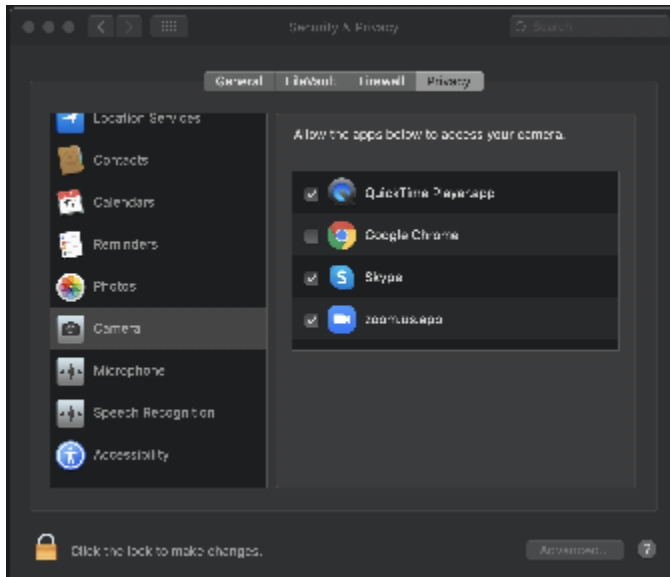 Security & Privacy
Search
General
FileVault
Firewall
Privacy
Location Services
Contacts
Calendars
Reminders
Photos
Camera
Microphone
Speech Recognition
Accessibility
Allow the apps below to access your camera.
QuickTime Player.app
Google Chrome
Skype
zoom.us.app
Click the lock to make changes.
Advanced...
?